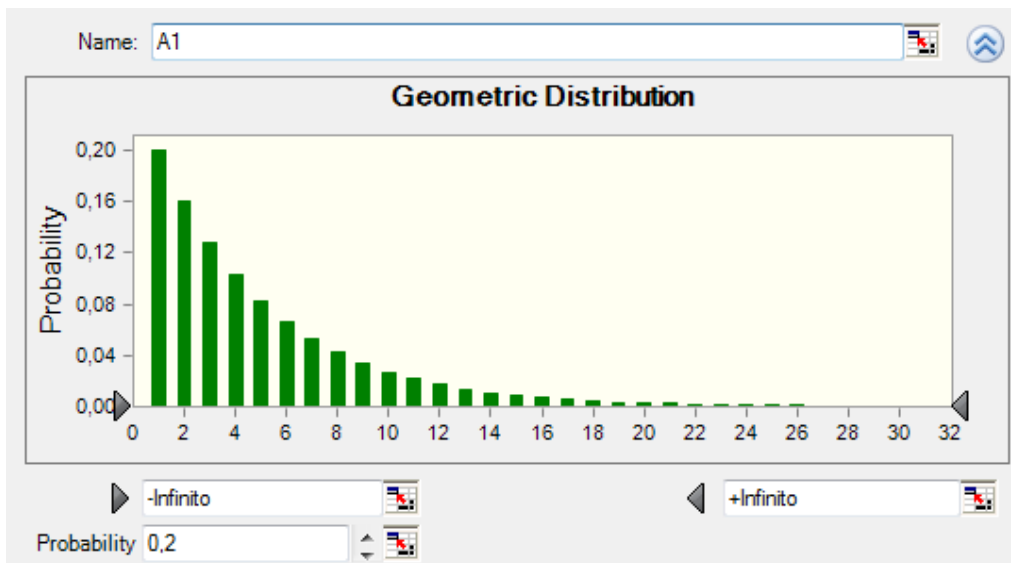 Name: A1
Geometric Distribution
Probability
0,20
0,16
0,12
0,08
0,04
0,00
0 2 4 6 8 10 12 14 16 18 20 22 24 26 28 30 32
-Infinito +Infinito
Probability 0,2